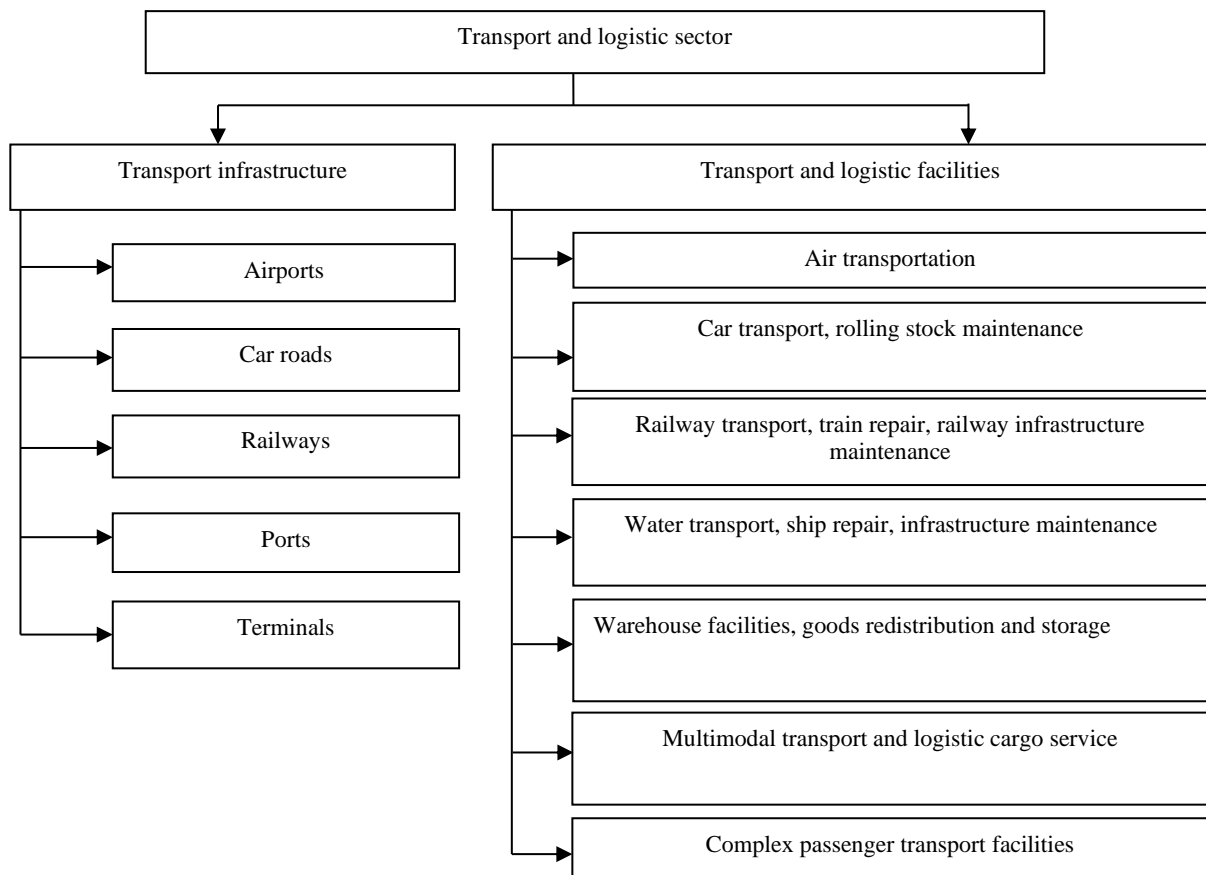 Transport and logistic sector
Transport infrastructure
Transport and logistic facilities
Airports
Car roads
Railways
Ports
Terminals
Air transportation
Car transport, rolling stock maintenance
Railway transport, train repair, railway infrastructure
maintenance
Water transport, ship repair, infrastructure maintenance
Warehouse facilities, goods redistribution and storage
Multimodal transport and logistic cargo service
Complex passenger transport facilities